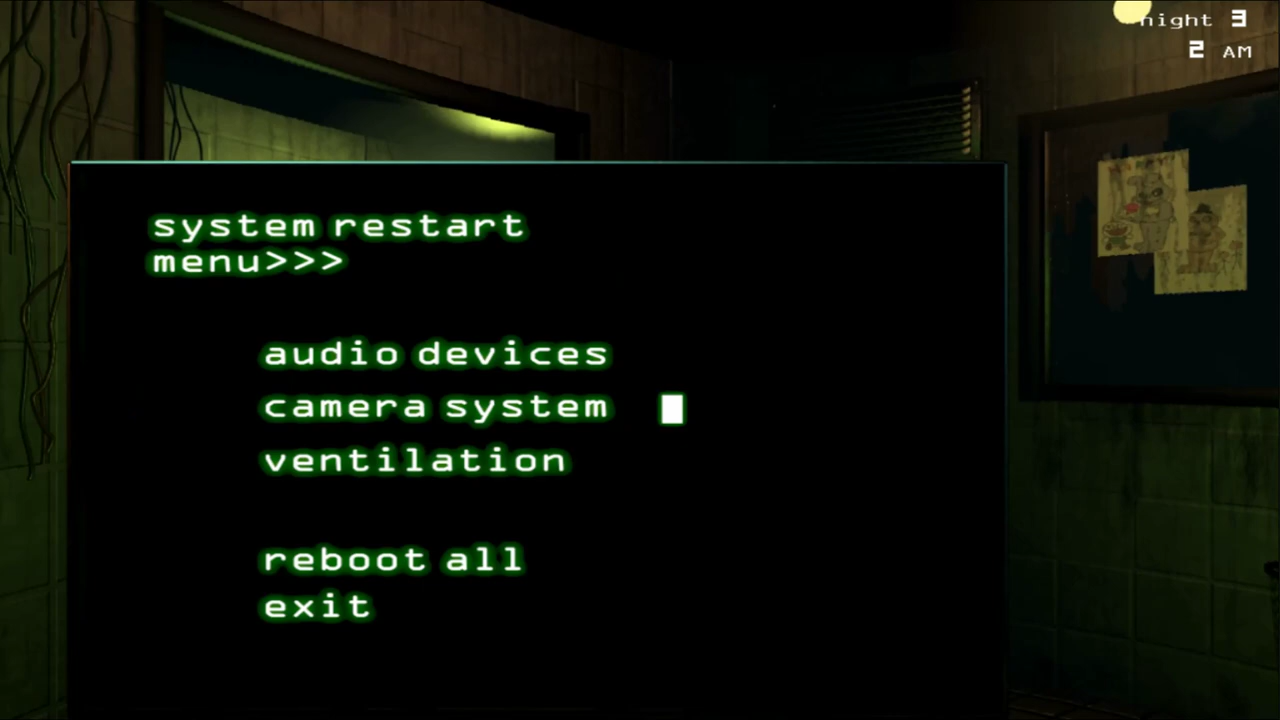 night 3
2 AM
system restart
menu>>>
audio devices
camera system
ventilation
reboot all
exit